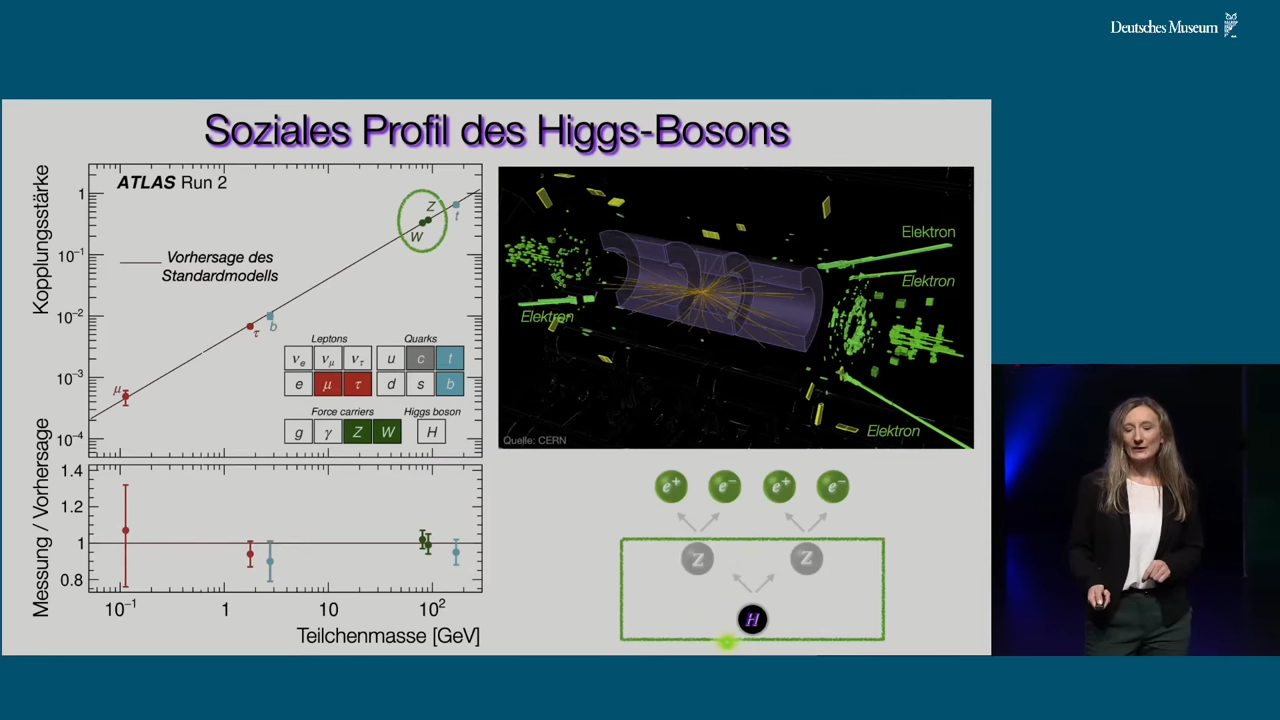 Deutsches Museum
Soziales Profil des Higgs-Bosons
Kopplungsstärke
ATLAS Run 2
1
10⁻¹
10⁻²
10⁻³
10⁻⁴
Vorhersage des
Standardmodells
μ
τ
b
W
Z
t
Leptons
Quarks
νe νμ ντ u c t
e μ τ d s b
Force carriers
Higgs boson
g γ Z W H
Messung / Vorhersage
1.4
1.2
1
0.8
10⁻¹ 1 10 10²
Teilchenmasse [GeV]
Elektron
Elektron
Elektron
Elektron
Quelle: CERN
e⁺ e⁻ e⁺ e⁻
Z Z
H